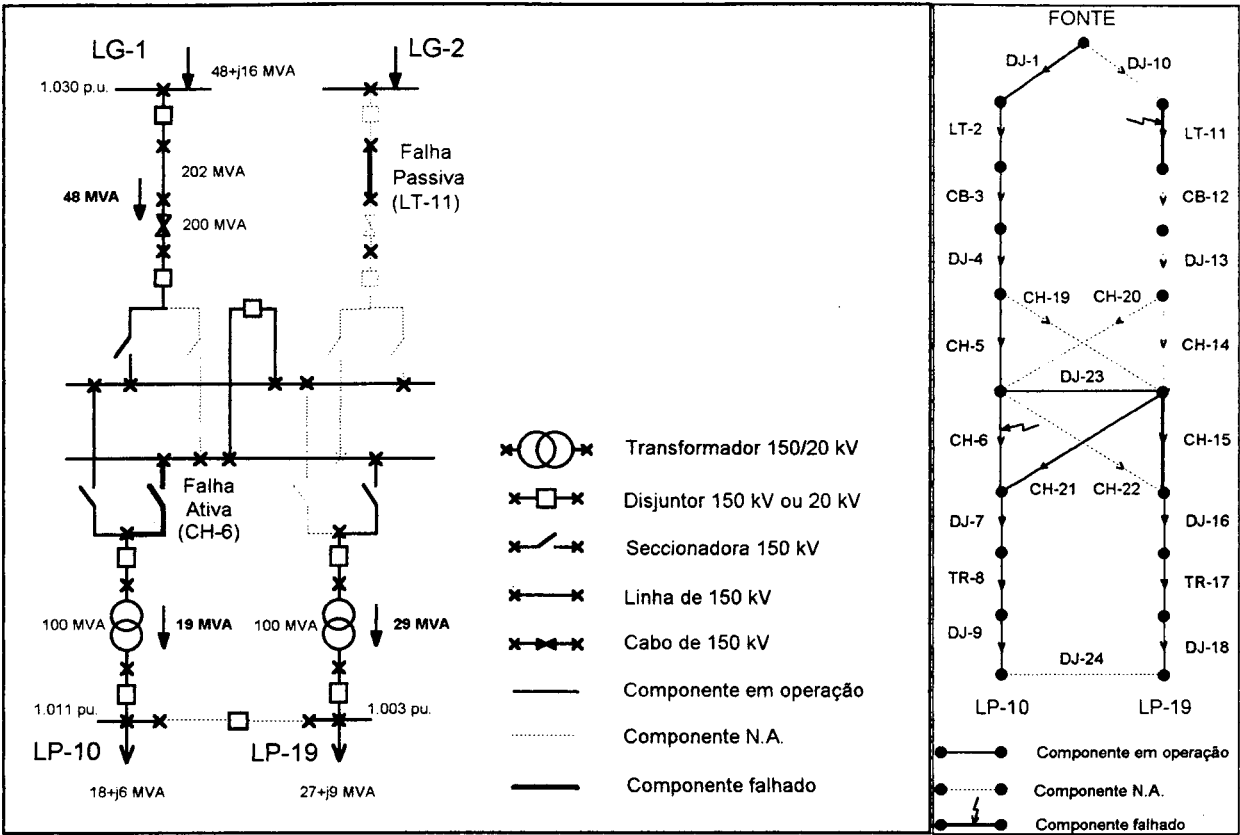 LG-1
LG-2
48+j16 MVA
1.030 p.u.
202 MVA
48 MVA
200 MVA
Falha
Passiva
(LT-11)
Falha
Ativa
(CH-6)
100 MVA
19 MVA
100 MVA
29 MVA
1.011 pu.
1.003 pu.
LP-10
LP-19
18+j6 MVA
27+j9 MVA
Transformador 150/20 kV
Disjuntor 150 kV ou 20 kV
Seccionadora 150 kV
Linha de 150 kV
Cabo de 150 kV
Componente em operação
Componente N.A.
Componente falhado
FONTE
DJ-1
DJ-10
LT-2
LT-11
CB-3
CB-12
DJ-4
DJ-13
CH-19
CH-20
CH-5
CH-14
DJ-23
CH-6
CH-15
CH-21
CH-22
DJ-7
DJ-16
TR-8
TR-17
DJ-9
DJ-18
DJ-24
LP-10
LP-19
Componente em operação
Componente N.A.
Componente falhado